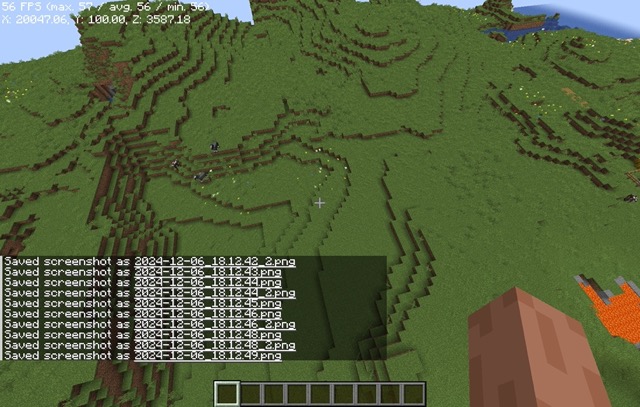 56 FPS (max. 57 / avg. 56 / min. 56)
X: 20047.06, Y: 100.00, Z: 3587.18
Saved screenshot as 2024-12-06_18.12.42_2.png
Saved screenshot as 2024-12-06_18.12.43.png
Saved screenshot as 2024-12-06_18.12.44.png
Saved screenshot as 2024-12-06_18.12.44_2.png
Saved screenshot as 2024-12-06_18.12.45.png
Saved screenshot as 2024-12-06_18.12.46.png
Saved screenshot as 2024-12-06_18.12.46_2.png
Saved screenshot as 2024-12-06_18.12.48.png
Saved screenshot as 2024-12-06_18.12.48_2.png
Saved screenshot as 2024-12-06_18.12.49.png